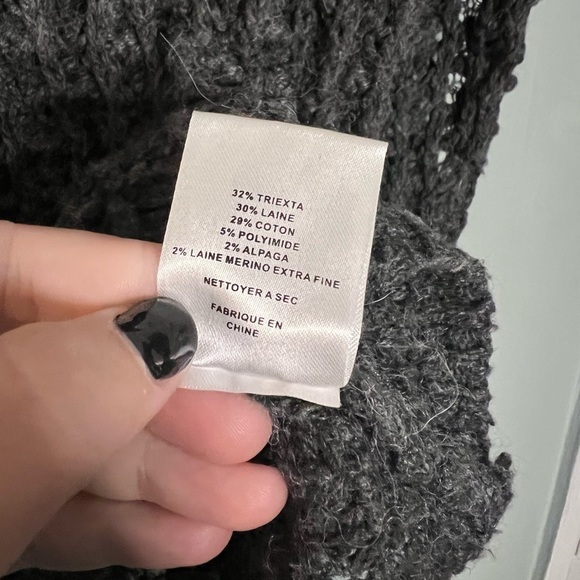 32% TRIEXTA
30% LAINE
29% COTON
5% POLYIMIDE
2% ALPAGA
2% LAINE MERINO EXTRA FINE
NETTOYER A SEC
FABRIQUE EN
CHINE